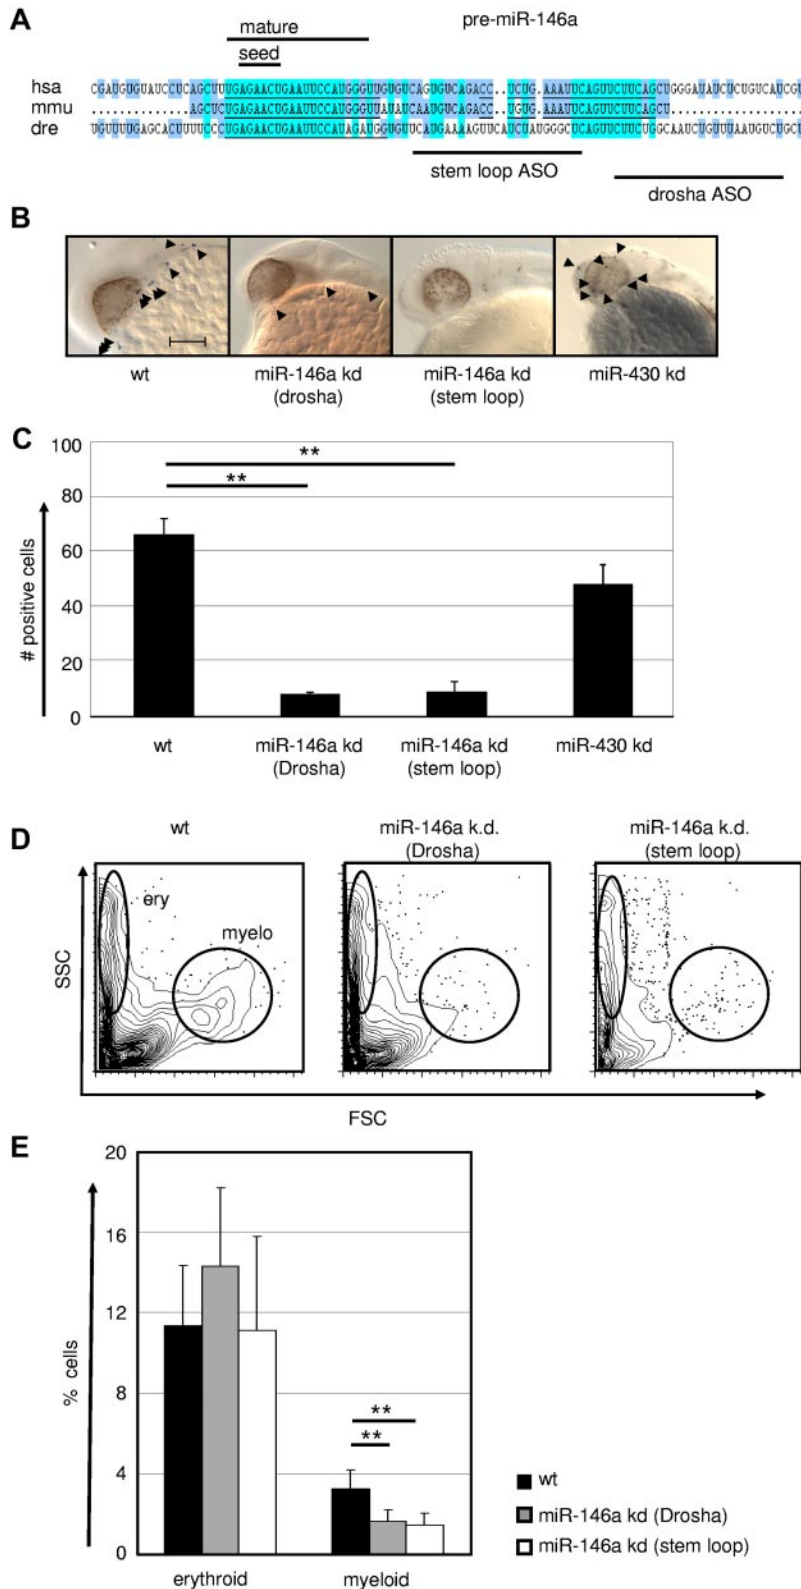 A
pre-miR-146a
mature
seed
hsa
mmu
dre
stem loop ASO
drosha ASO
B
wt
miR-146a kd
(drosha)
miR-146a kd
(stem loop)
miR-430 kd
C
# positive cells
100
80
60
40
20
0
**
**
wt
miR-146a kd
(Drosha)
miR-146a kd
(stem loop)
miR-430 kd
D
wt
miR-146a k.d.
(Drosha)
miR-146a k.d.
(stem loop)
ery
myelo
SSC
FSC
E
% cells
20
16
12
8
4
0
**
**
erythroid
myeloid
wt
miR-146a kd (Drosha)
miR-146a kd (stem loop)